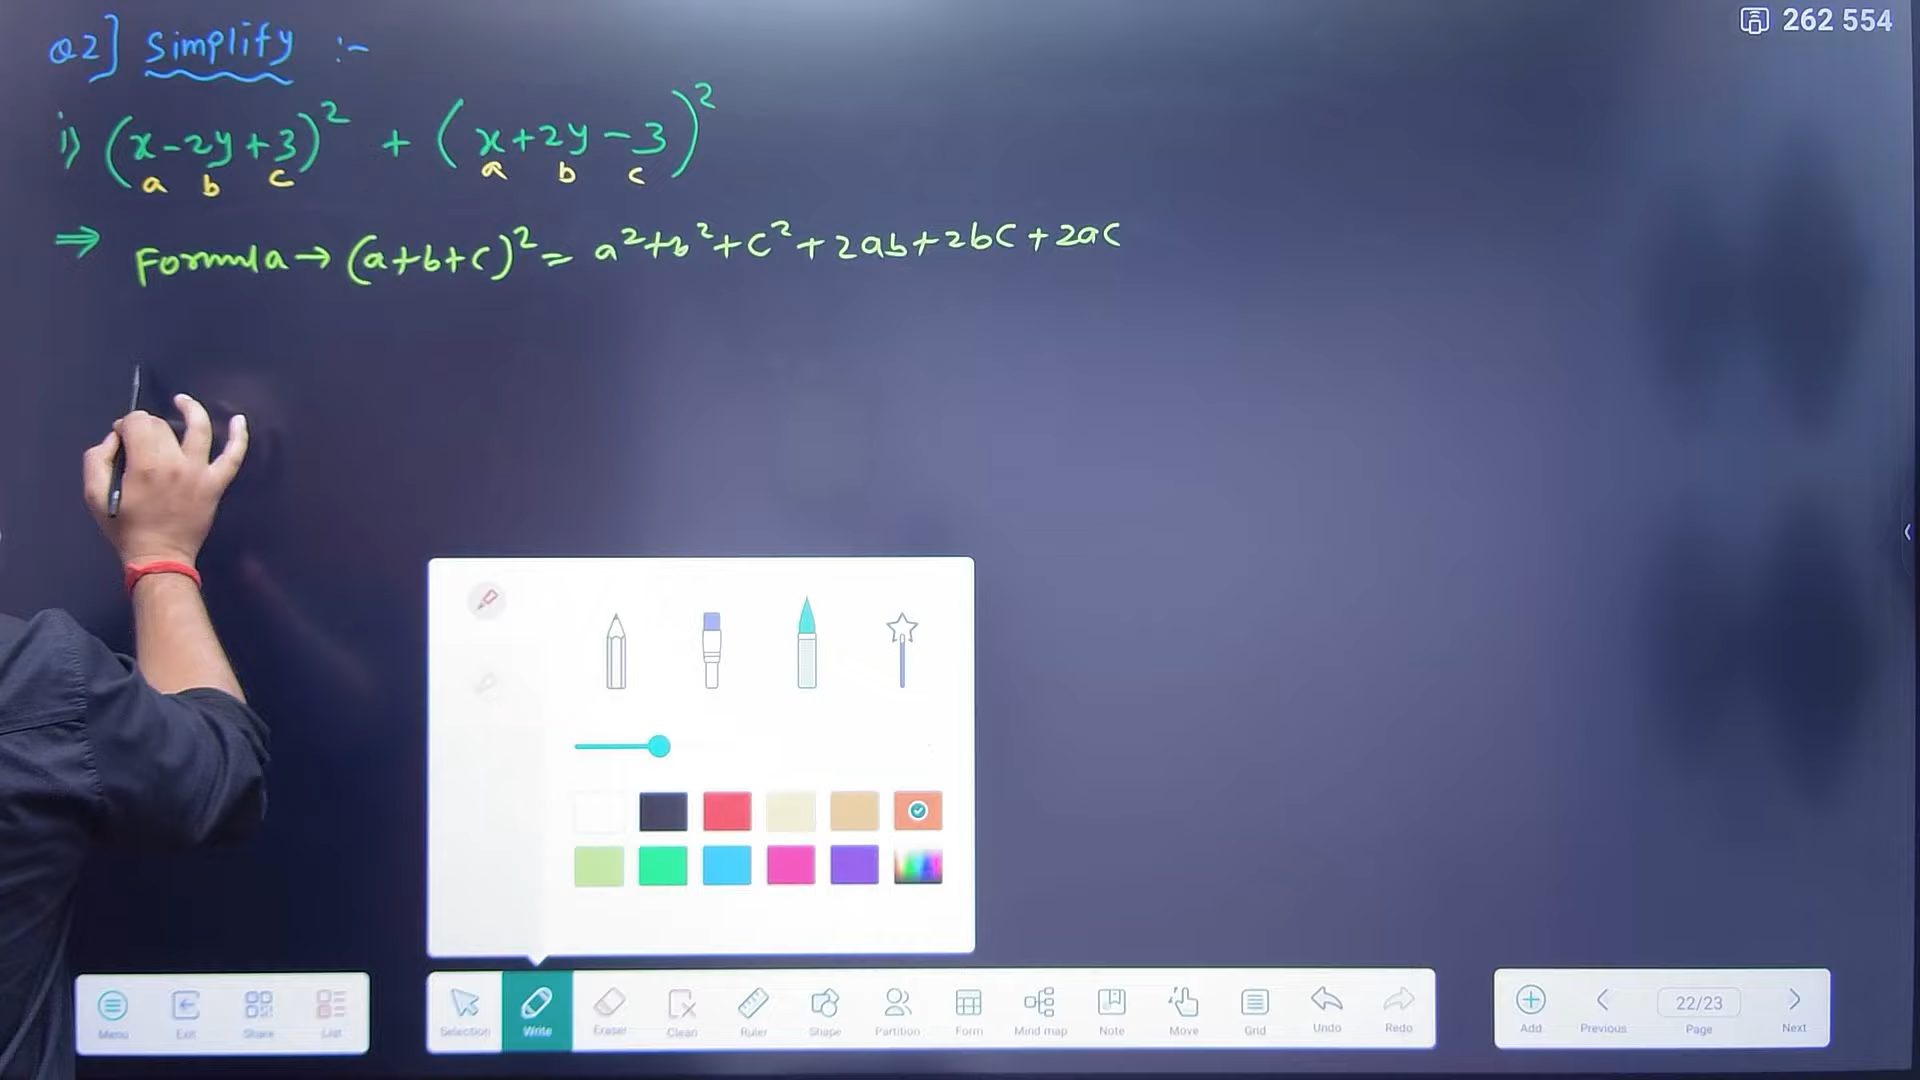 262 554
Q2] Simplify :-
i) (x-2y+3)² + (x+2y-3)²
a b c a b c
⇒ Formula → (a+b+c)² = a²+b²+c²+2ab+2bc+2ac
Menu Exit Share List Selection Write Eraser Clean Ruler Shape Partition Form Mind map Note Move Grid Undo Redo Add Previous 22/23 Page Next